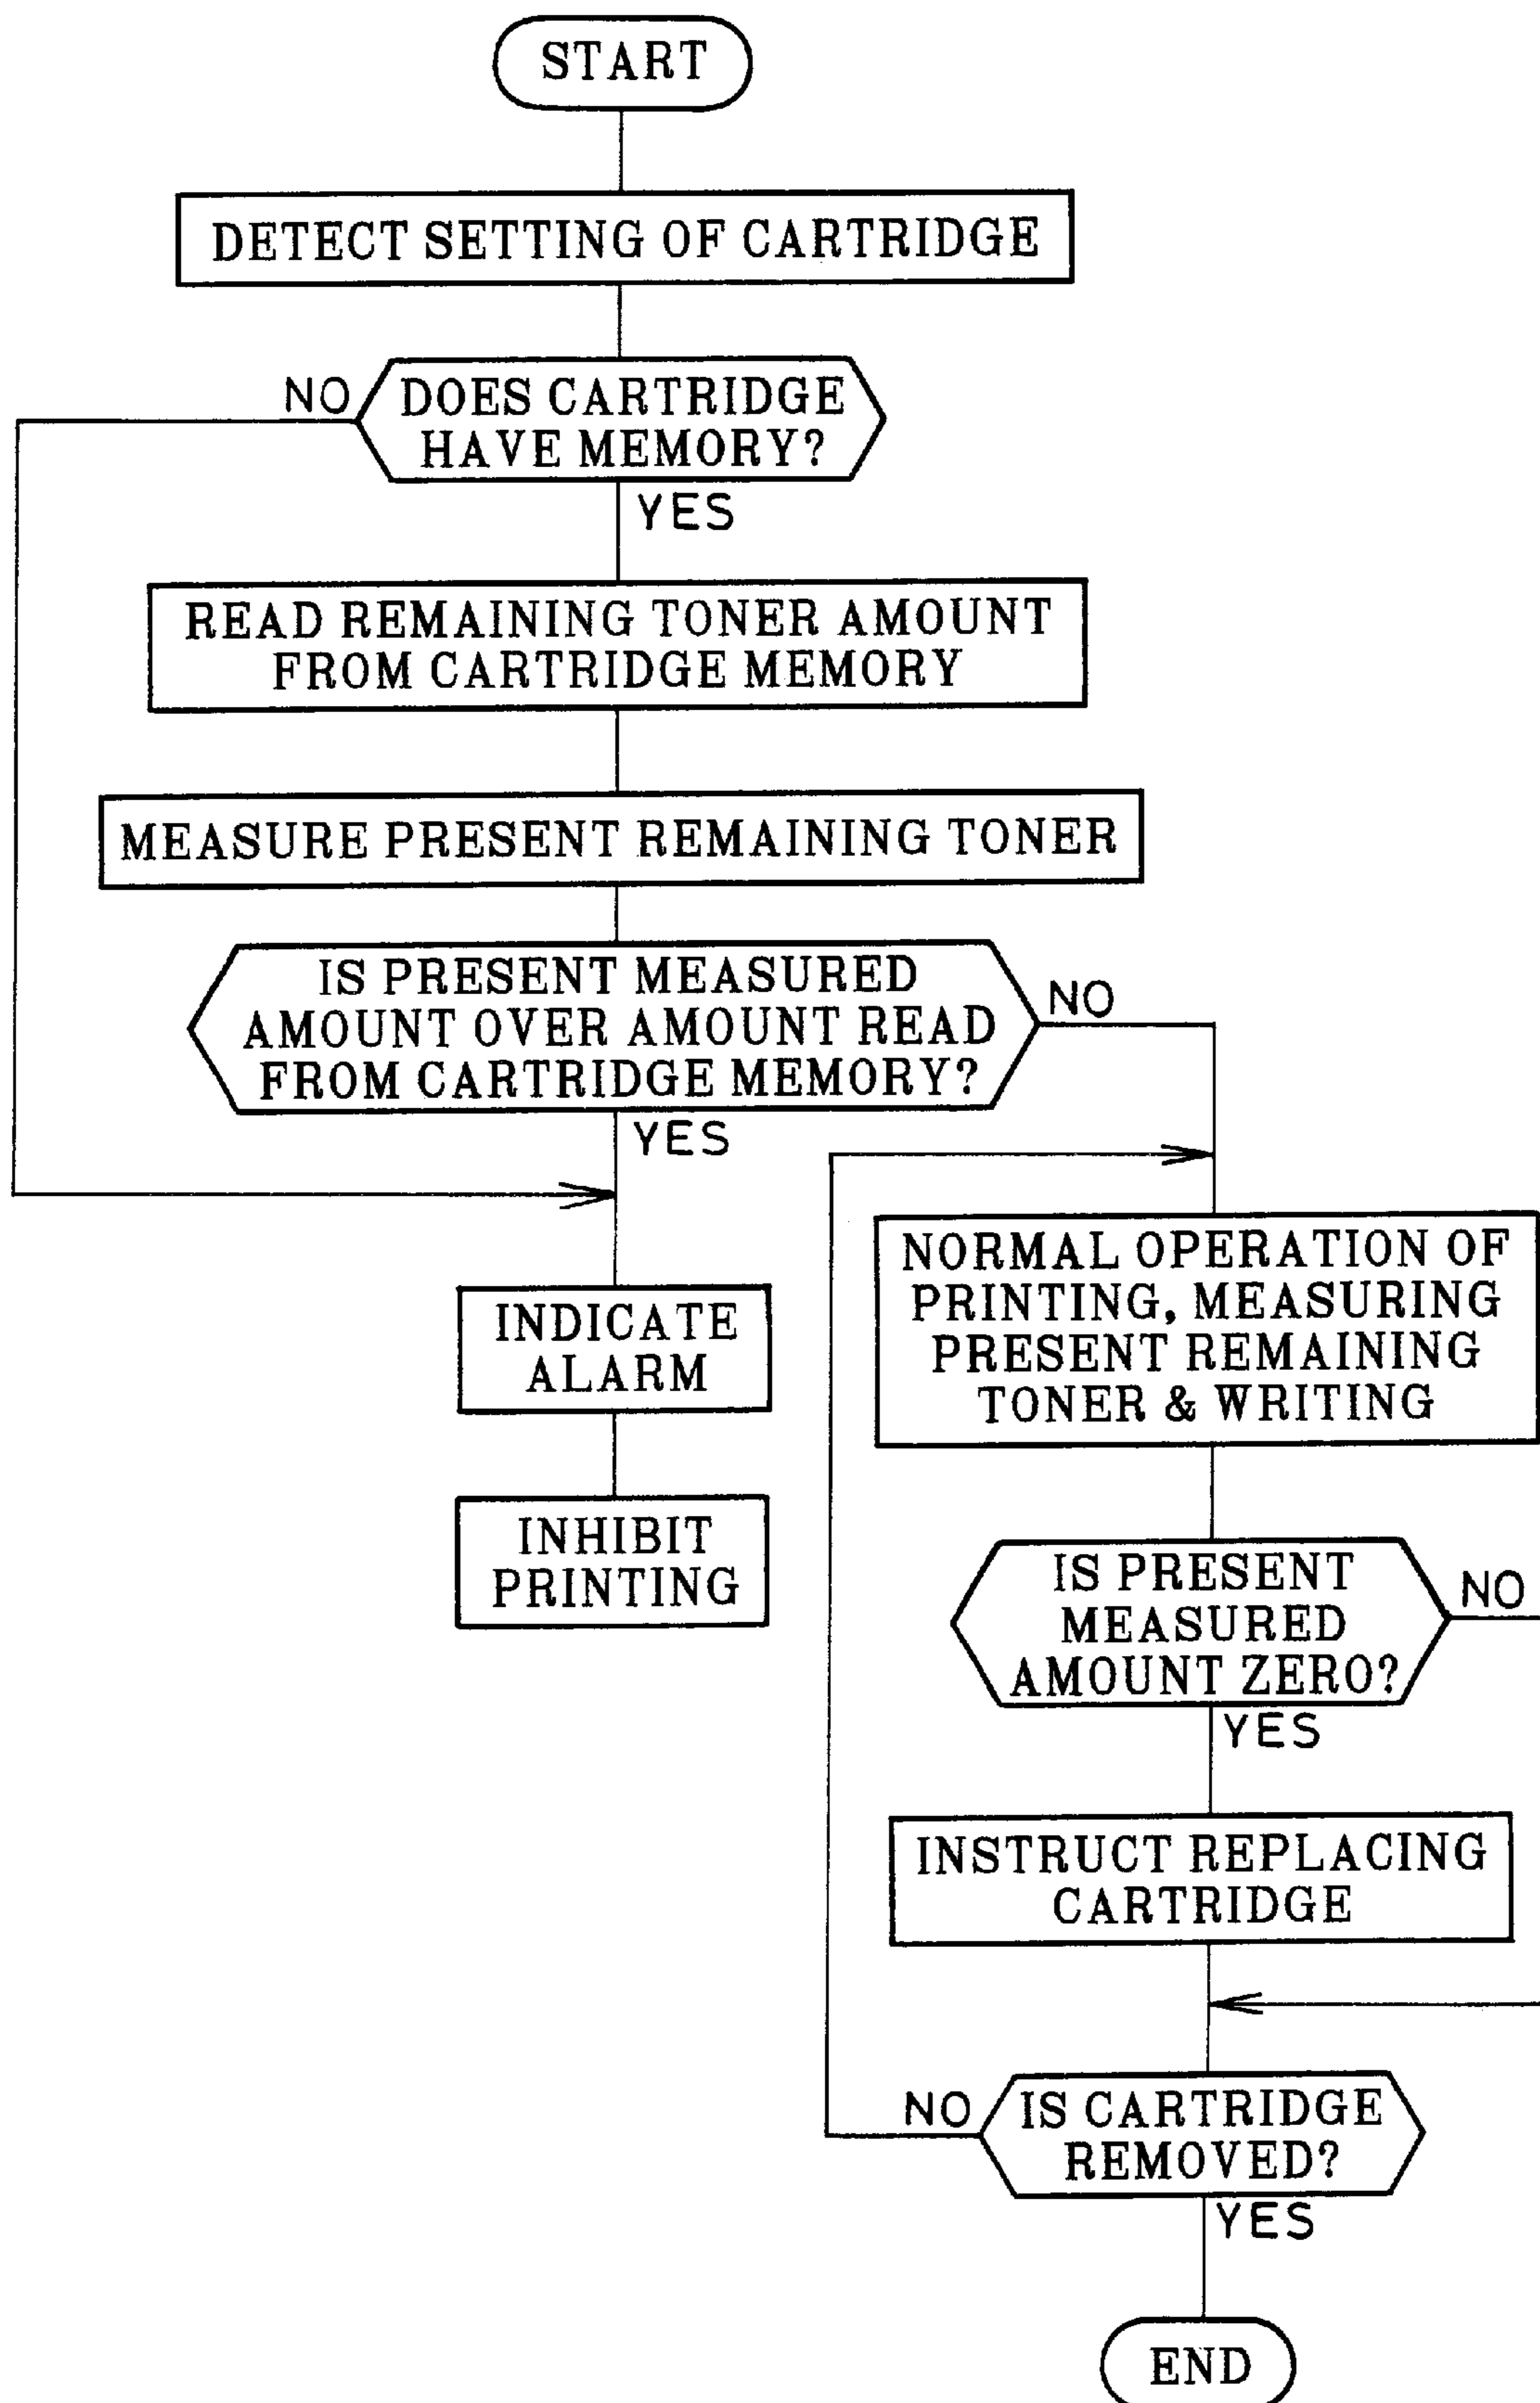 START
DETECT SETTING OF CARTRIDGE
NO
DOES CARTRIDGE
HAVE MEMORY?
YES
READ REMAINING TONER AMOUNT
FROM CARTRIDGE MEMORY
MEASURE PRESENT REMAINING TONER
IS PRESENT MEASURED
AMOUNT OVER AMOUNT READ
FROM CARTRIDGE MEMORY?
NO
YES
INDICATE
ALARM
INHIBIT
PRINTING
NORMAL OPERATION OF
PRINTING, MEASURING
PRESENT REMAINING
TONER & WRITING
IS PRESENT
MEASURED
AMOUNT ZERO?
NO
YES
INSTRUCT REPLACING
CARTRIDGE
NO
IS CARTRIDGE
REMOVED?
YES
END